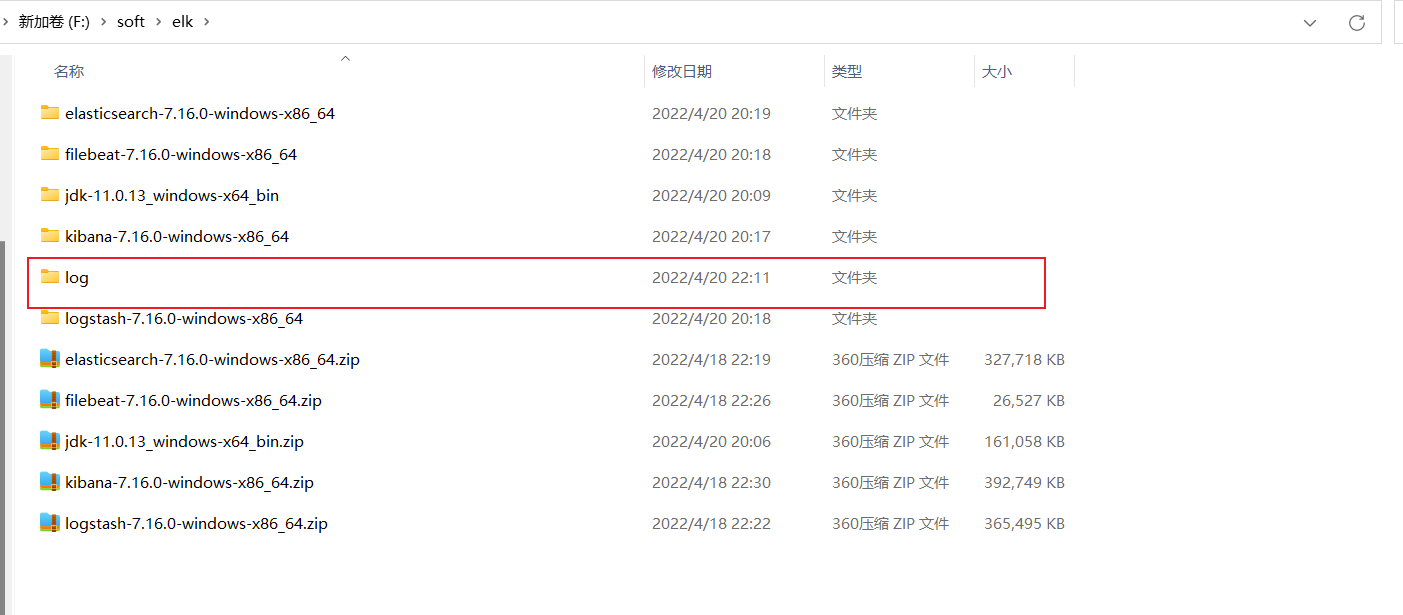 新加卷 (F:) › soft › elk ›
名称 修改日期 类型 大小
elasticsearch-7.16.0-windows-x86_64 2022/4/20 20:19 文件夹
filebeat-7.16.0-windows-x86_64 2022/4/20 20:18 文件夹
jdk-11.0.13_windows-x64_bin 2022/4/20 20:09 文件夹
kibana-7.16.0-windows-x86_64 2022/4/20 20:17 文件夹
log 2022/4/20 22:11 文件夹
logstash-7.16.0-windows-x86_64 2022/4/20 20:18 文件夹
elasticsearch-7.16.0-windows-x86_64.zip 2022/4/18 22:19 360压缩 ZIP 文件 327,718 KB
filebeat-7.16.0-windows-x86_64.zip 2022/4/18 22:26 360压缩 ZIP 文件 26,527 KB
jdk-11.0.13_windows-x64_bin.zip 2022/4/20 20:06 360压缩 ZIP 文件 161,058 KB
kibana-7.16.0-windows-x86_64.zip 2022/4/18 22:30 360压缩 ZIP 文件 392,749 KB
logstash-7.16.0-windows-x86_64.zip 2022/4/18 22:22 360压缩 ZIP 文件 365,495 KB